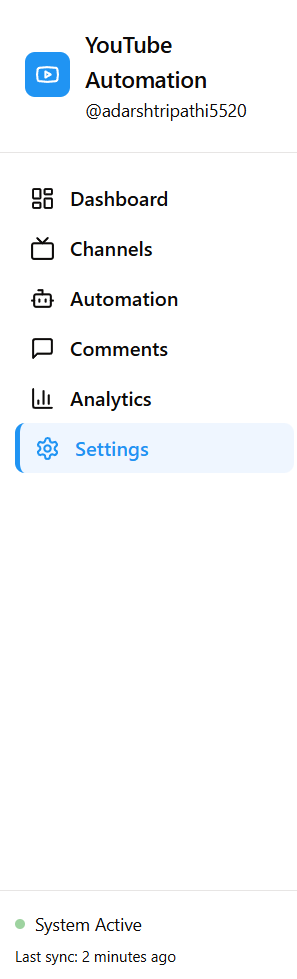 YouTube
Automation
@adarshtripathi5520
Dashboard
Channels
Automation
Comments
Analytics
Settings
System Active
Last sync: 2 minutes ago